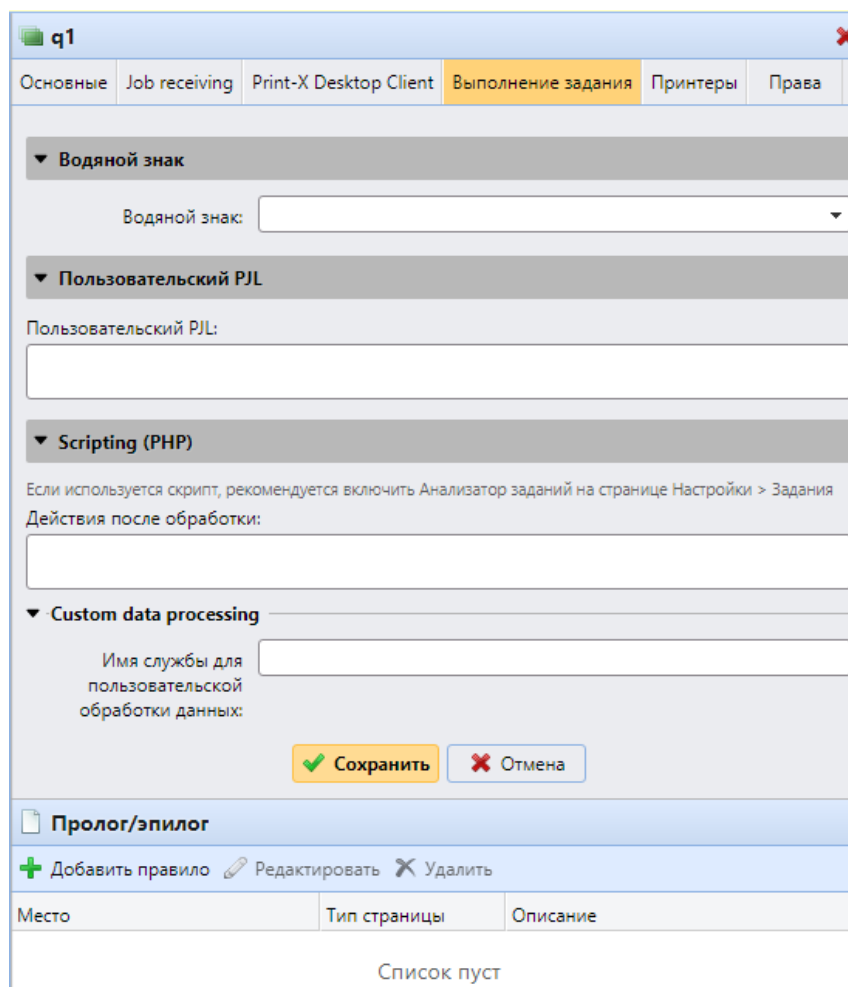 q1
Основные Job receiving Print-X Desktop Client Выполнение задания Принтеры Права
Водяной знак
Водяной знак:
Пользовательский PJL
Пользовательский PJL:
Scripting (PHP)
Если используется скрипт, рекомендуется включить Анализатор заданий на странице Настройки > Задания
Действия после обработки:
Custom data processing
Имя службы для
пользовательской
обработки данных:
Сохранить Отмена
Пролог/эпилог
Добавить правило Редактировать Удалить
Место Тип страницы Описание
Список пуст